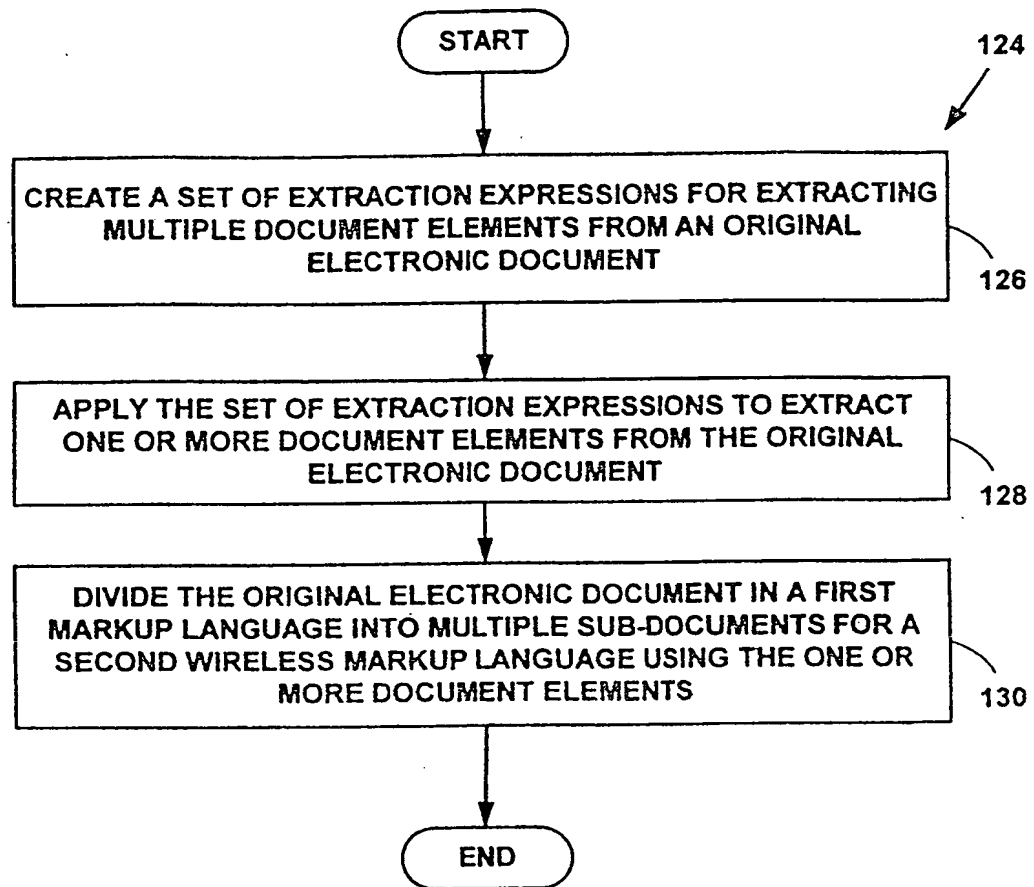 START
124
CREATE A SET OF EXTRACTION EXPRESSIONS FOR EXTRACTING
MULTIPLE DOCUMENT ELEMENTS FROM AN ORIGINAL
ELECTRONIC DOCUMENT
126
APPLY THE SET OF EXTRACTION EXPRESSIONS TO EXTRACT
ONE OR MORE DOCUMENT ELEMENTS FROM THE ORIGINAL
ELECTRONIC DOCUMENT
128
DIVIDE THE ORIGINAL ELECTRONIC DOCUMENT IN A FIRST
MARKUP LANGUAGE INTO MULTIPLE SUB-DOCUMENTS FOR A
SECOND WIRELESS MARKUP LANGUAGE USING THE ONE OR
MORE DOCUMENT ELEMENTS
130
END